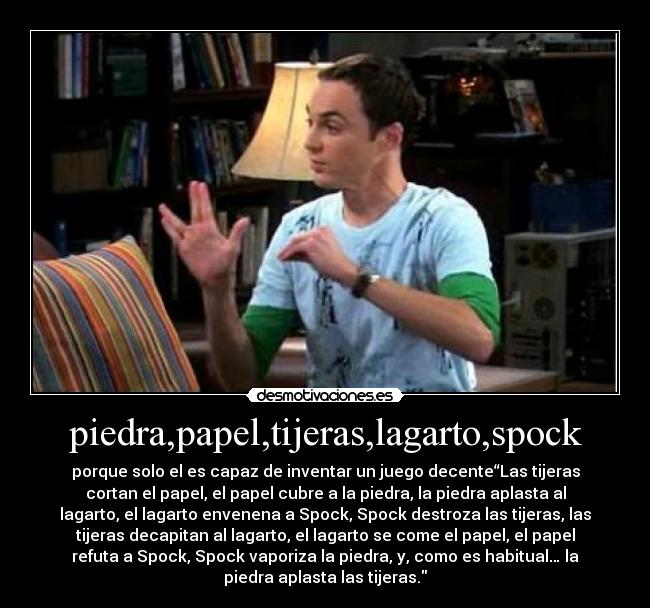 desmotivaciones.es
piedra,papel,tijeras,lagarto,spock
porque solo el es capaz de inventar un juego decente“Las tijeras
cortan el papel, el papel cubre a la piedra, la piedra aplasta al
lagarto, el lagarto envenena a Spock, Spock destroza las tijeras, las
tijeras decapitan al lagarto, el lagarto se come el papel, el papel
refuta a Spock, Spock vaporiza la piedra, y, como es habitual… la
piedra aplasta las tijeras."